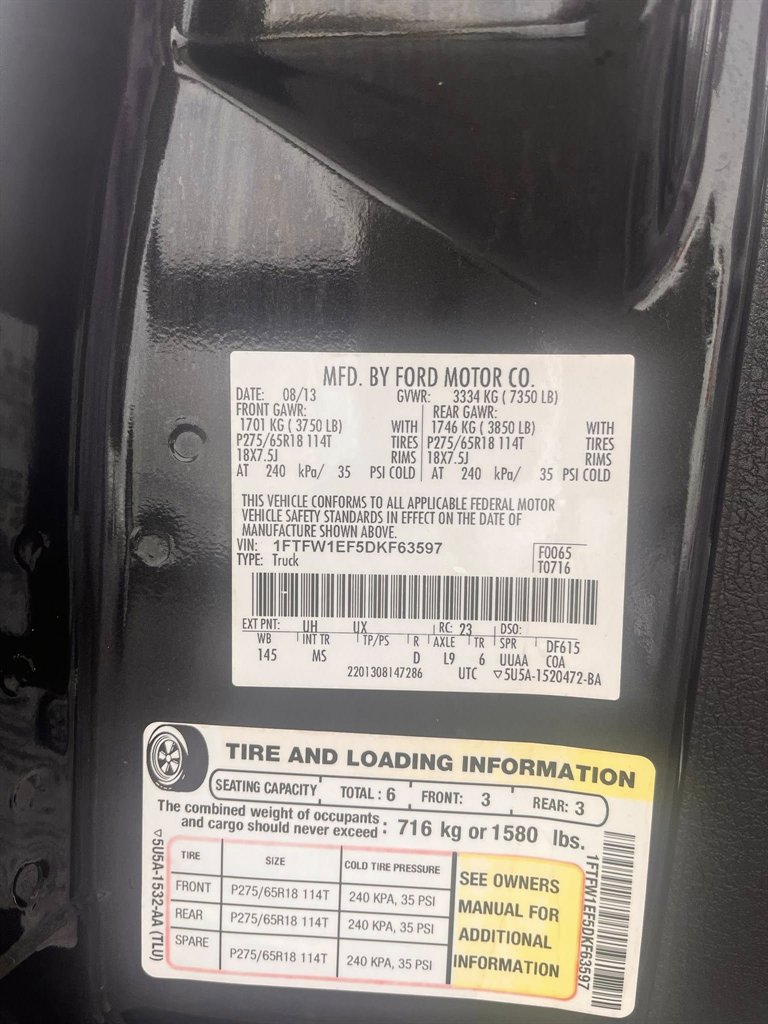 MFD. BY FORD MOTOR CO.
DATE: 08/13 GVWR: 3334 KG ( 7350 LB)
FRONT GAWR: REAR GAWR:
1701 KG ( 3750 LB) WITH 1746 KG ( 3850 LB) WITH
P275/65R18 114T TIRES P275/65R18 114T TIRES
18X7.5J RIMS 18X7.5J RIMS
AT 240 kPa/ 35 PSI COLD AT 240 kPa/ 35 PSI COLD
THIS VEHICLE CONFORMS TO ALL APPLICABLE FEDERAL MOTOR
VEHICLE SAFETY STANDARDS IN EFFECT ON THE DATE OF
MANUFACTURE SHOWN ABOVE.
VIN: 1FTFW1EF5DKF63597 F0065
TYPE: Truck T0716
EXT PNT: UH UX RC: 23 DSO:
WB INT TR TP/PS R AXLE TR SPR DF615
145 MS D L9 6 UUAA COA
2201308147286 UTC ▽5U5A-1520472-BA
TIRE AND LOADING INFORMATION
SEATING CAPACITY TOTAL : 6 FRONT: 3 REAR: 3
The combined weight of occupants
and cargo should never exceed : 716 kg or 1580 lbs.
TIRE SIZE COLD TIRE PRESSURE
FRONT P275/65R18 114T 240 KPA, 35 PSI
REAR P275/65R18 114T 240 KPA, 35 PSI
SPARE P275/65R18 114T 240 KPA, 35 PSI
SEE OWNERS
MANUAL FOR
ADDITIONAL
INFORMATION
▽5U5A-1532-AA (TLU)
1FTFW1EF5DKF63597